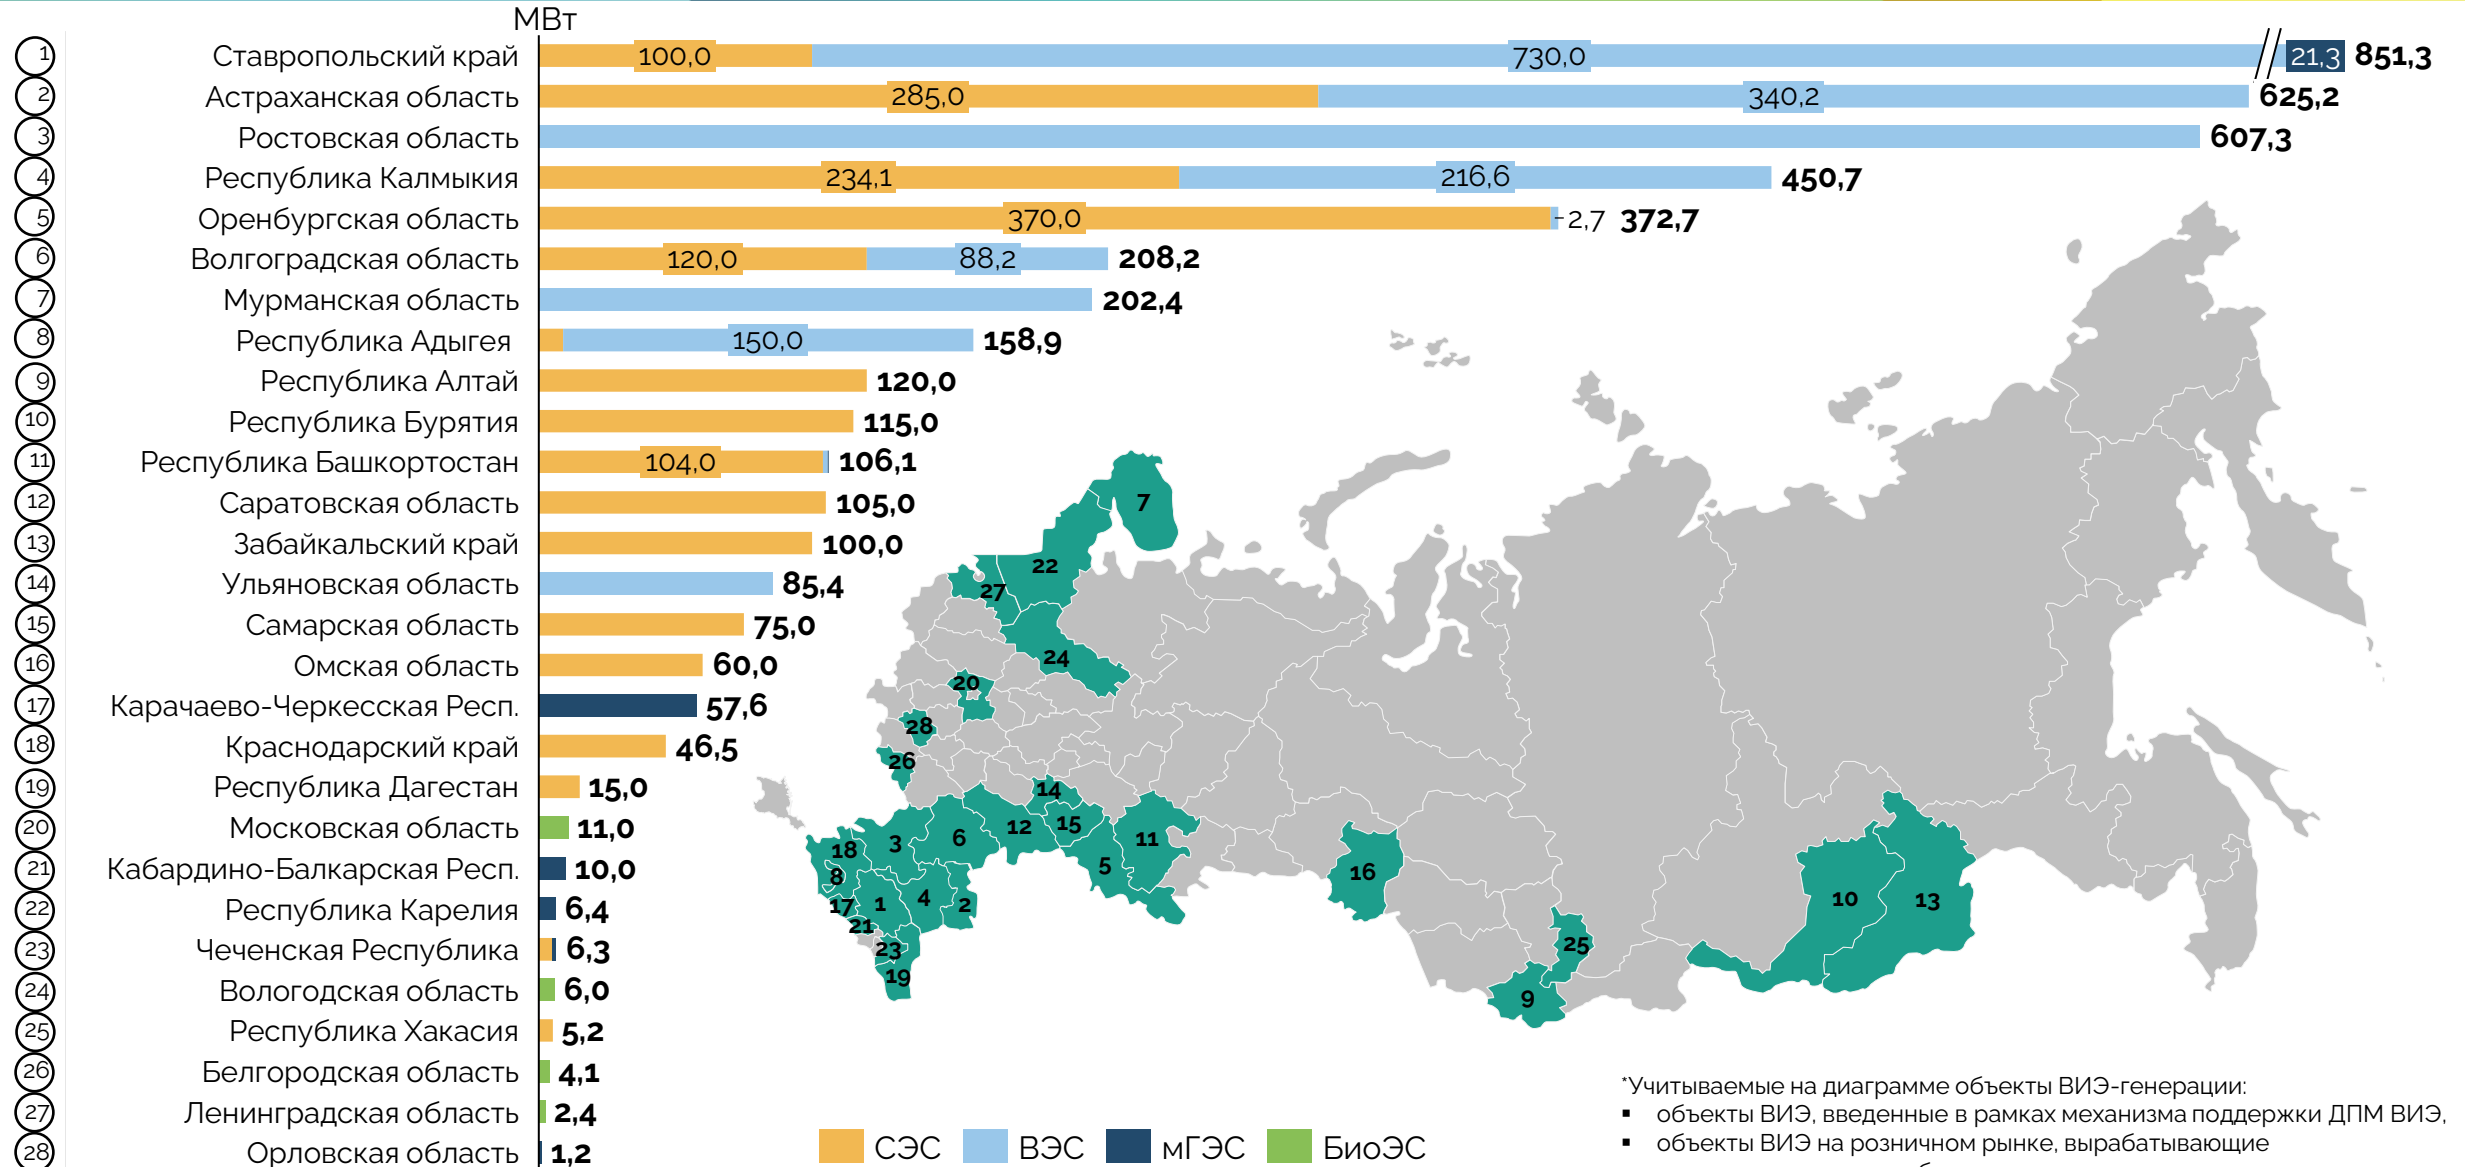 МВт
1 Ставропольский край 100,0 730,0 21,3 851,3
2 Астраханская область 285,0 340,2 625,2
3 Ростовская область 607,3
4 Республика Калмыкия 234,1 216,6 450,7
5 Оренбургская область 370,0 2,7 372,7
6 Волгоградская область 120,0 88,2 208,2
7 Мурманская область 202,4
8 Республика Адыгея 150,0 158,9
9 Республика Алтай 120,0
10 Республика Бурятия 115,0
11 Республика Башкортостан 104,0 106,1
12 Саратовская область 105,0
13 Забайкальский край 100,0
14 Ульяновская область 85,4
15 Самарская область 75,0
16 Омская область 60,0
17 Карачаево-Черкесская Респ. 57,6
18 Краснодарский край 46,5
19 Республика Дагестан 15,0
20 Московская область 11,0
21 Кабардино-Балкарская Респ. 10,0
22 Республика Карелия 6,4
23 Чеченская Республика 6,3
24 Вологодская область 6,0
25 Республика Хакасия 5,2
26 Белгородская область 4,1
27 Ленинградская область 2,4
28 Орловская область 1,2
7
22
27
24
20
28
26
14
3 6 12 15 11
18
8 5 16
17 1 4 2 10 13
21
23 25
19
9
СЭС ВЭС мГЭС БиоЭС
*Учитываемые на диаграмме объекты ВИЭ-генерации:
▪ объекты ВИЭ, введенные в рамках механизма поддержки ДПМ ВИЭ,
▪ объекты ВИЭ на розничном рынке, вырабатывающие